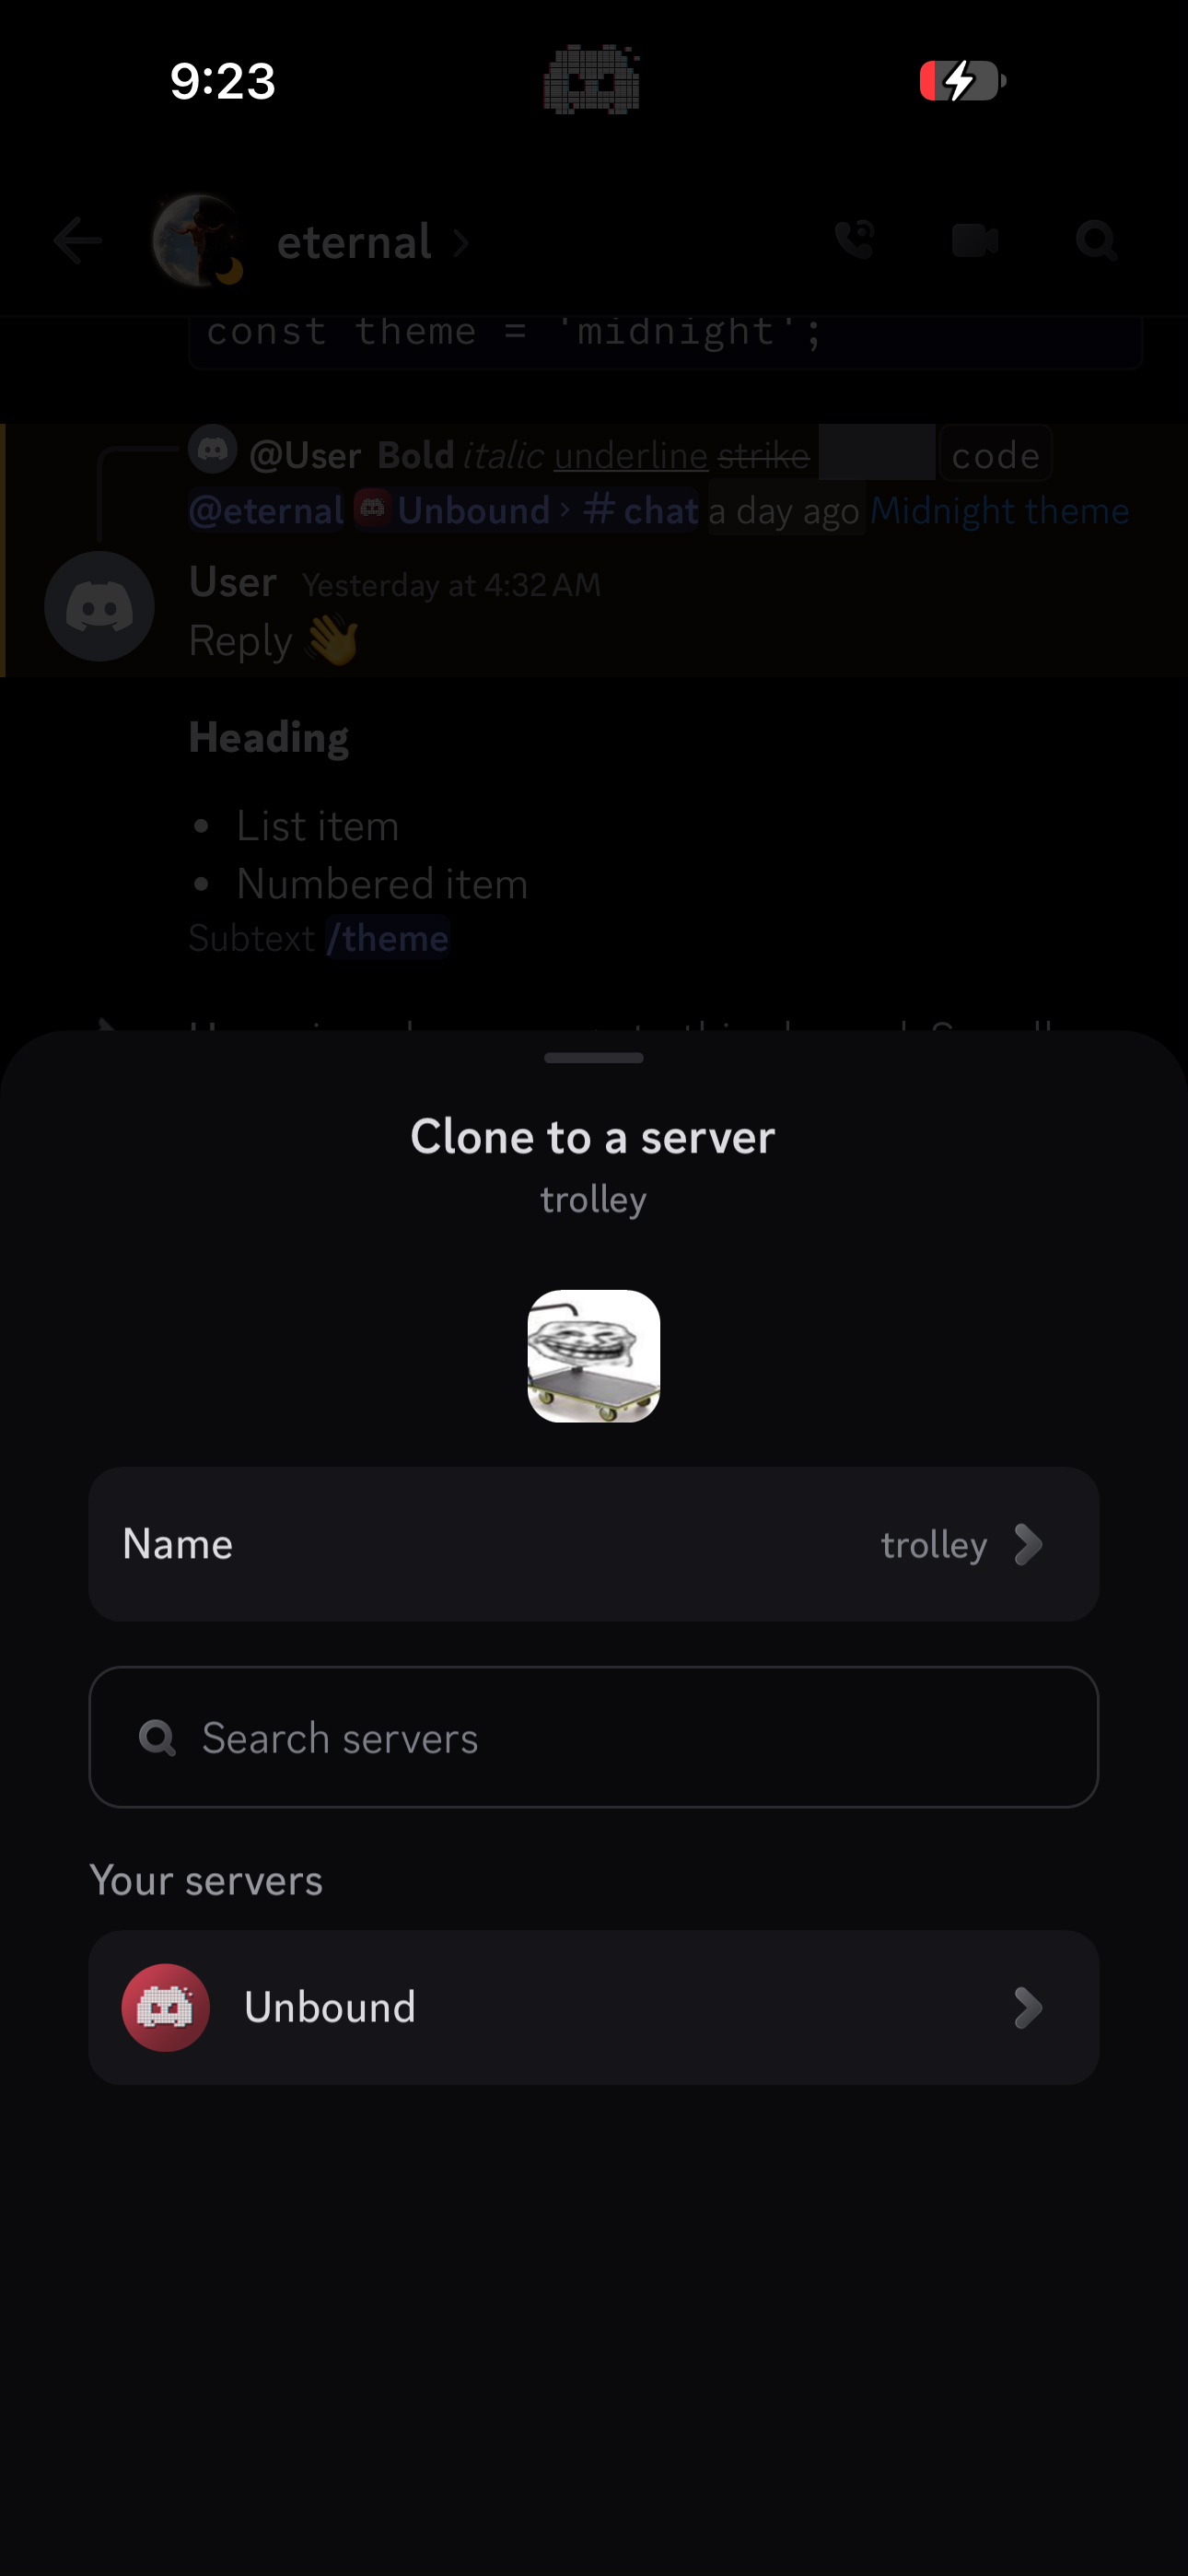 9:23
eternal
const theme = 'midnight';
@User Bold italic underline strike code
@eternal Unbound › # chat a day ago Midnight theme
User Yesterday at 4:32 AM
Reply 👋
Heading
• List item
• Numbered item
Subtext /theme
Clone to a server
trolley
Name trolley
Search servers
Your servers
Unbound